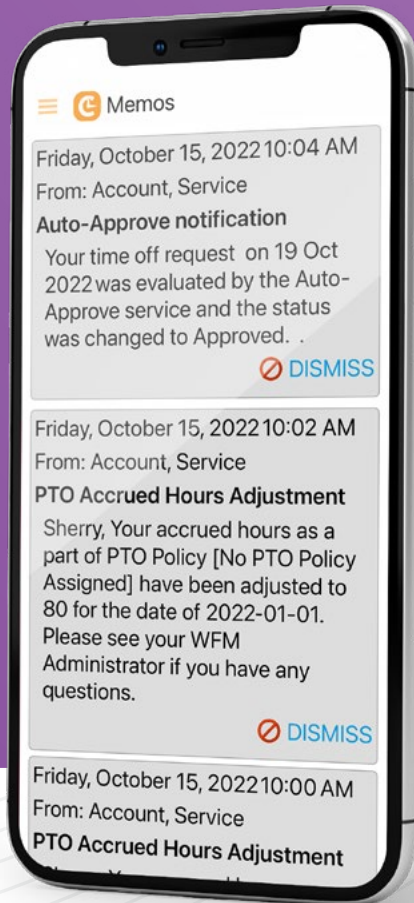 Memos
Friday, October 15, 2022 10:04 AM
From: Account, Service
Auto-Approve notification
Your time off request on 19 Oct
2022 was evaluated by the Auto-
Approve service and the status
was changed to Approved. .
DISMISS
Friday, October 15, 2022 10:02 AM
From: Account, Service
PTO Accrued Hours Adjustment
Sherry, Your accrued hours as a
part of PTO Policy [No PTO Policy
Assigned] have been adjusted to
80 for the date of 2022-01-01.
Please see your WFM
Administrator if you have any
questions.
DISMISS
Friday, October 15, 2022 10:00 AM
From: Account, Service
PTO Accrued Hours Adjustment